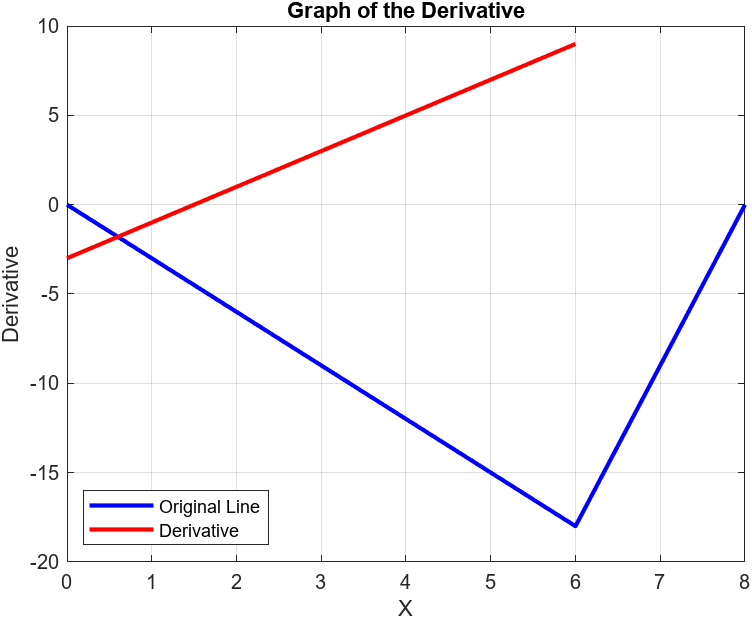 Graph of the Derivative
10
5
0
-5
-10
-15
-20
Derivative
Original Line
Derivative
0 1 2 3 4 5 6 7 8
X